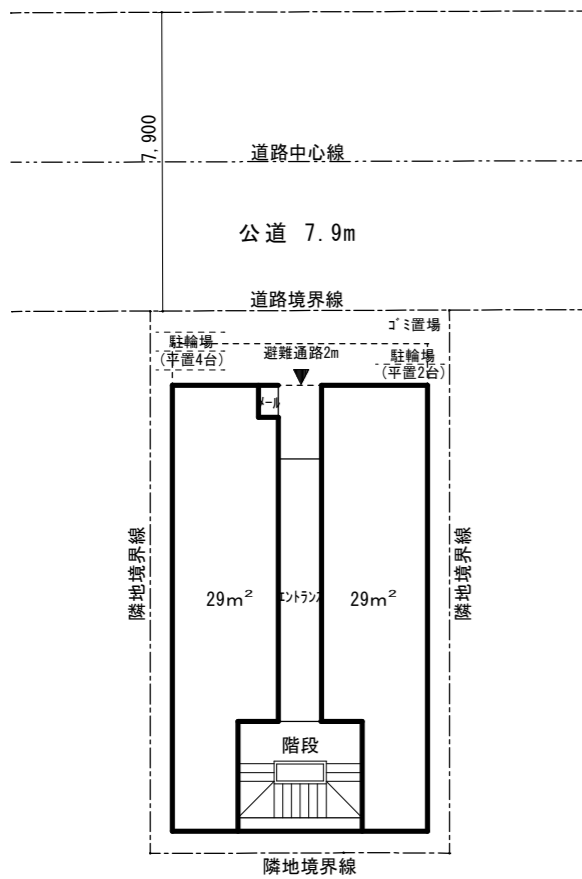 7,900
道路中心線
公道 7.9m
道路境界線
ゴミ置場
駐輪場
(平置4台)
避難通路2m
駐輪場
(平置2台)
メール
隣地境界線
29m²
エントランス
29m²
隣地境界線
階段
隣地境界線